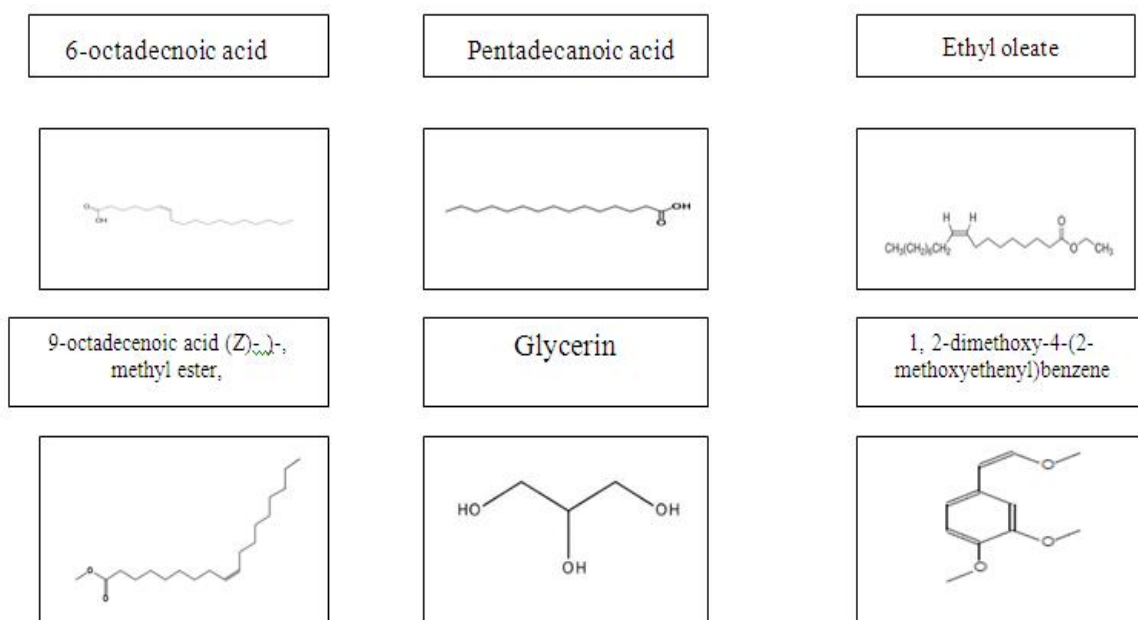 6-octadecnoic acid
Pentadecanoic acid
Ethyl oleate
O
OH
OH
O
H H
O
CH₃(CH₂)₆CH₂
O
CH₃
9-octadecenoic acid (Z)-,)-,
methyl ester,
Glycerin
1, 2-dimethoxy-4-(2-
methoxyethenyl)benzene
O
O
HO
OH
OH
O
O
O